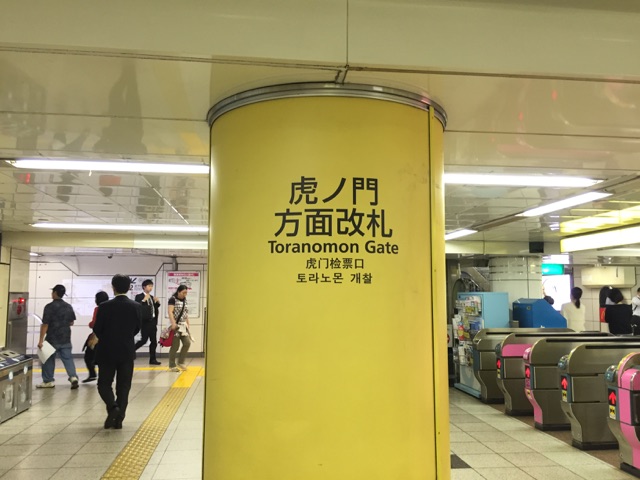 虎ノ門
方面改札
Toranomon Gate
虎门检票口
토라노몬 개찰